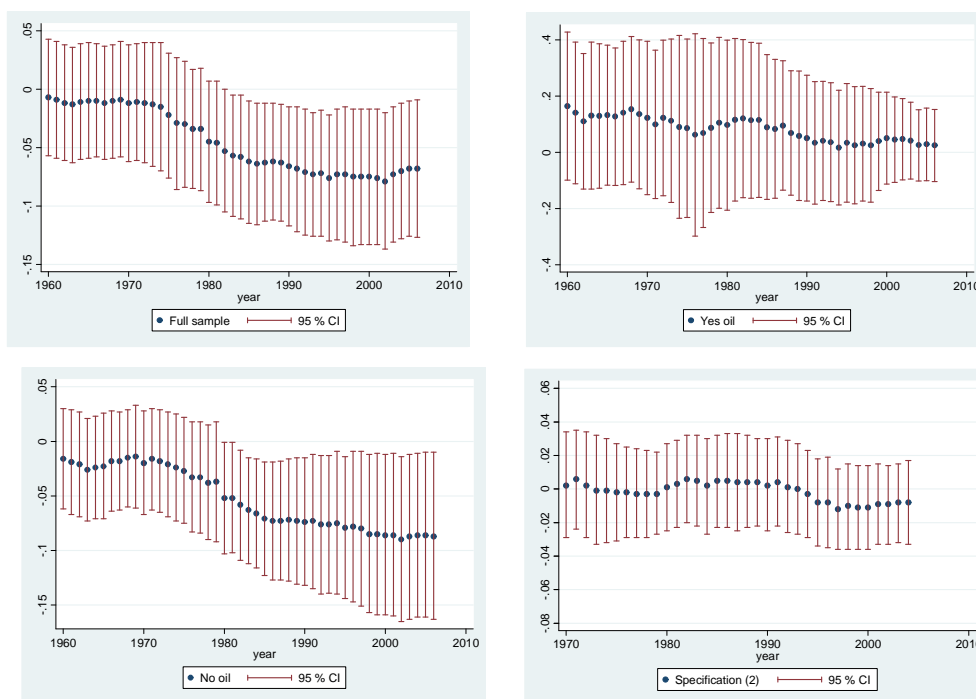 .05
0
-.05
-.1
-.15
1960 1970 1980 1990 2000 2010
year
Full sample 95 % CI
.4
.2
0
-.2
-.4
1960 1970 1980 1990 2000 2010
year
Yes oil 95 % CI
.05
0
-.05
-.1
-.15
1960 1970 1980 1990 2000 2010
year
No oil 95 % CI
.06
.04
.02
0
-.02
-.04
-.06
-.08
1970 1980 1990 2000 2010
year
Specification (2) 95 % CI